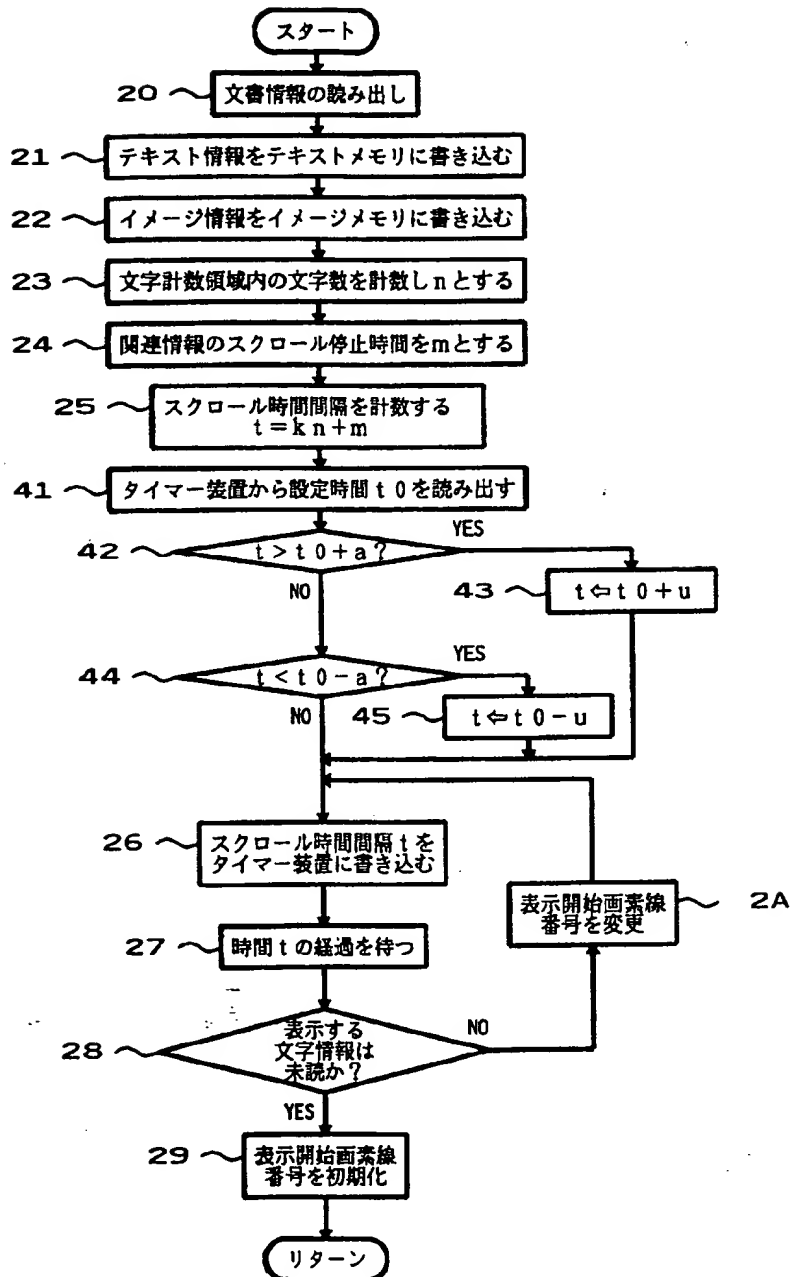 スタート
20
文書情報の読み出し
21
テキスト情報をテキストメモリに書き込む
22
イメージ情報をイメージメモリに書き込む
23
文字計数領域内の文字数を計数しnとする
24
関連情報のスクロール停止時間をmとする
25
スクロール時間間隔を計数する
t=kn+m
41
タイマー装置から設定時間t0を読み出す
42
t>t0+a?
YES
NO
43
t⇦t0+u
44
t<t0-a?
YES
NO
45
t⇦t0-u
26
スクロール時間間隔tを
タイマー装置に書き込む
2A
表示開始画素線
番号を変更
27
時間tの経過を待つ
28
表示する
文字情報は
未読か?
NO
YES
29
表示開始画素線
番号を初期化
リターン